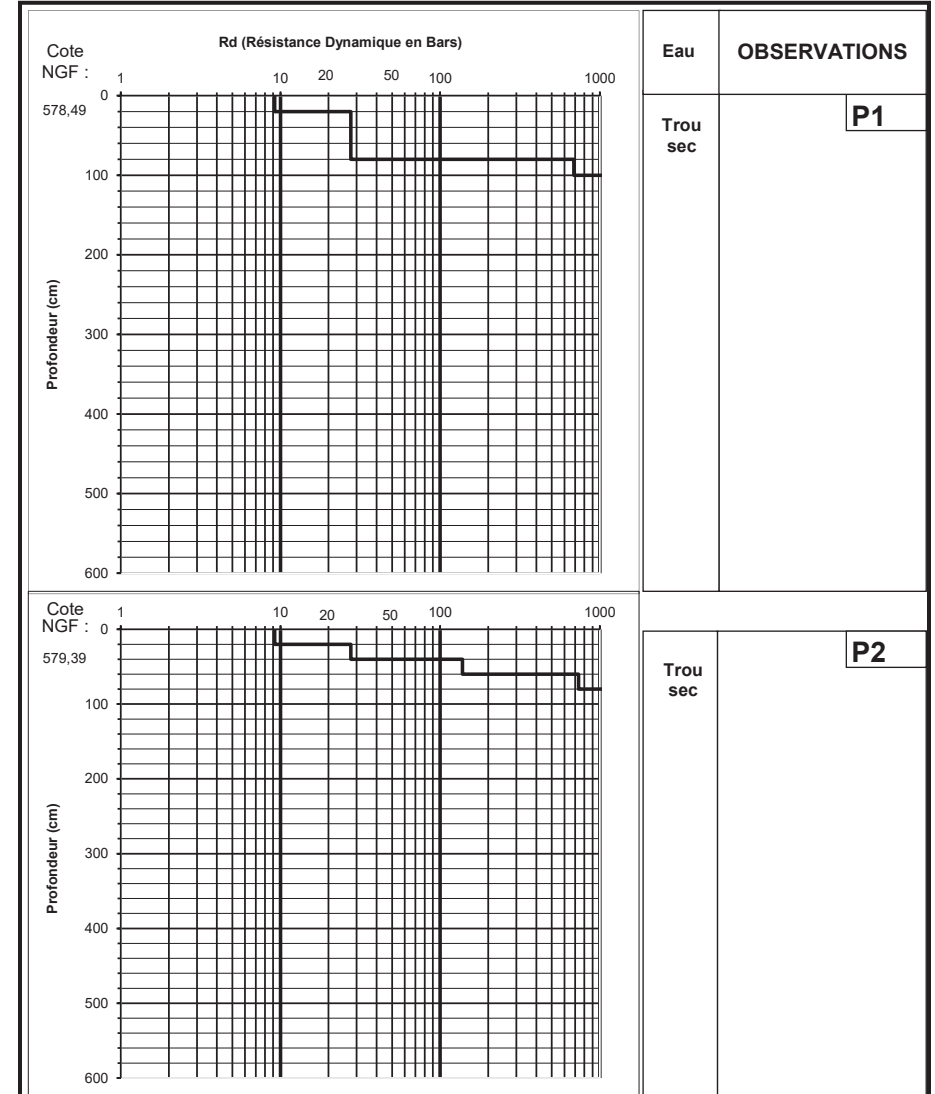 Rd (Résistance Dynamique en Bars)
Cote
NGF :
1 10 20 50 100 1000
0
578,49
100
200
300
400
500
600
Profondeur (cm)
Eau
OBSERVATIONS
Trou
sec
P1
Cote
NGF :
1 10 20 50 100 1000
0
579,39
100
200
300
400
500
600
Profondeur (cm)
Trou
sec
P2